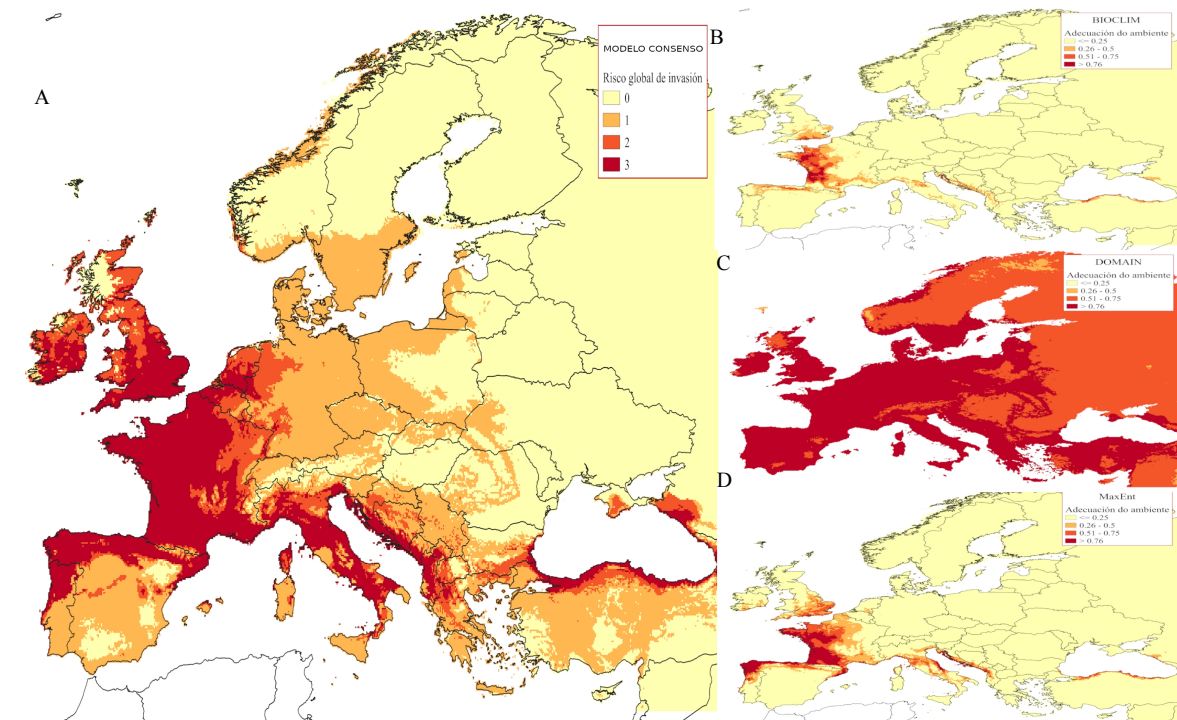 A
MODELO CONSENSO
Risco global de invasión
0
1
2
3
B
BIOCLIM
Adecuación do ambiente
<= 0.25
0.26 - 0.5
0.51 - 0.75
> 0.76
C
DOMAIN
Adecuación do ambiente
<= 0.25
0.26 - 0.5
0.51 - 0.75
> 0.76
D
MaxEnt
Adecuación do ambiente
<= 0.25
0.26 - 0.5
0.51 - 0.75
> 0.76